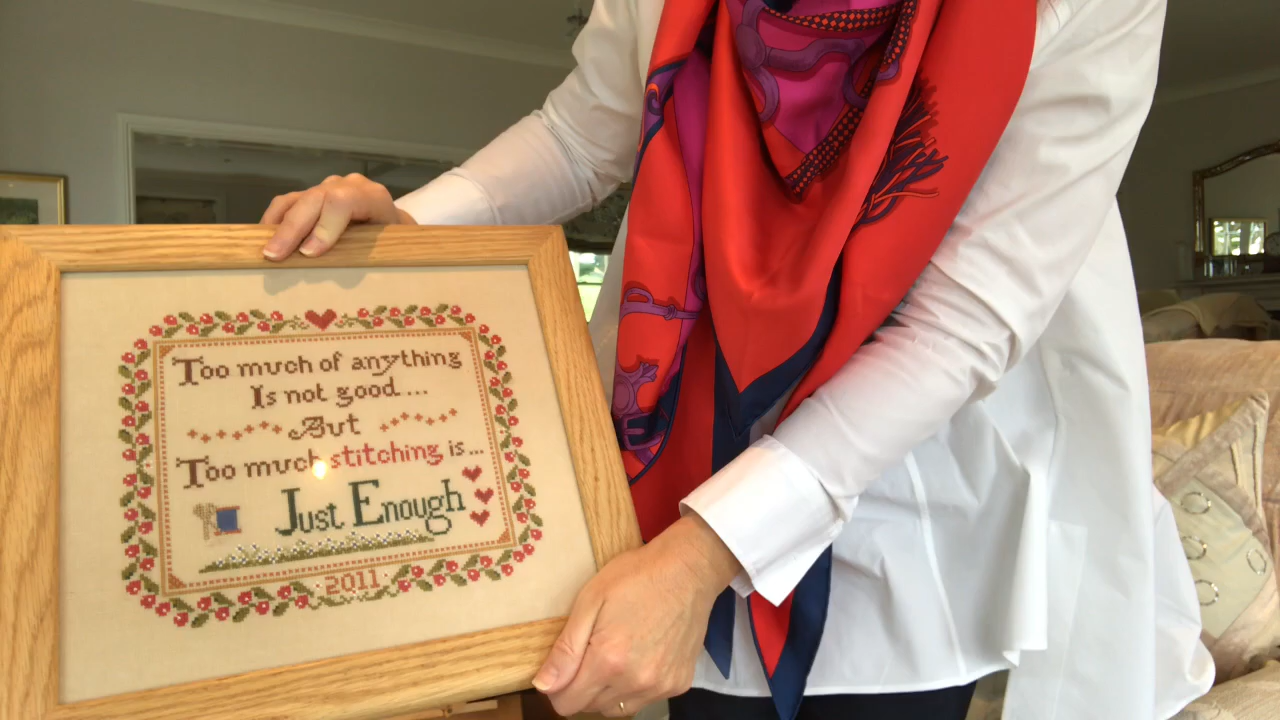 Too much of anything
Is not good...
But
Too much stitching is...
Just Enough
2011